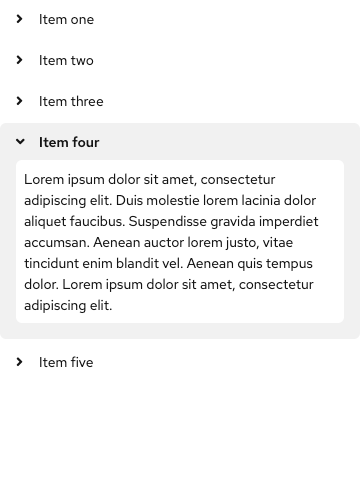 Item one
Item two
Item three
Item four
Lorem ipsum dolor sit amet, consectetur
adipiscing elit. Duis molestie lorem lacinia dolor
aliquet faucibus. Suspendisse gravida imperdiet
accumsan. Aenean auctor lorem justo, vitae
tincidunt enim blandit vel. Aenean quis tempus
dolor. Lorem ipsum dolor sit amet, consectetur
adipiscing elit.
Item five